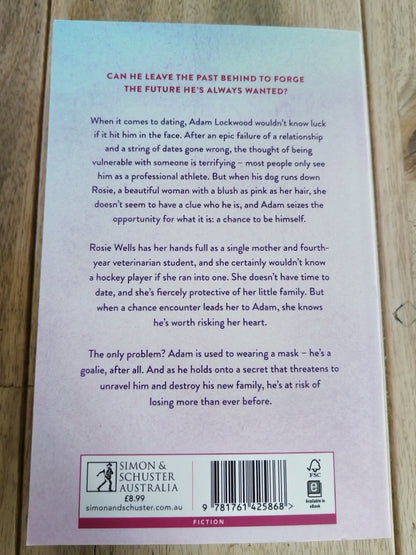 CAN HE LEAVE THE PAST BEHIND TO FORGE
THE FUTURE HE'S ALWAYS WANTED?
When it comes to dating, Adam Lockwood wouldn't know luck
if it hit him in the face. After an epic failure of a relationship
and a string of dates gone wrong, the thought of being
vulnerable with someone is terrifying – most people only see
him as a professional athlete. But when his dog runs down
Rosie, a beautiful woman with a blush as pink as her hair, she
doesn't seem to have a clue who he is, and Adam seizes the
opportunity for what it is: a chance to be himself.
Rosie Wells has her hands full as a single mother and fourth-
year veterinarian student, and she certainly wouldn't know
a hockey player if she ran into one. She doesn't have time to
date, and she's fiercely protective of her little family. But
when a chance encounter leads her to Adam, she knows
he's worth risking her heart.
The only problem? Adam is used to wearing a mask – he's a
goalie, after all. And as he holds onto a secret that threatens to
unravel him and destroy his new family, he's at risk of
losing more than ever before.
SIMON &
SCHUSTER
AUSTRALIA
£8.99
simonandschuster.com.au
9 781761 425868 >
FSC
e
Available as
eBook
FICTION